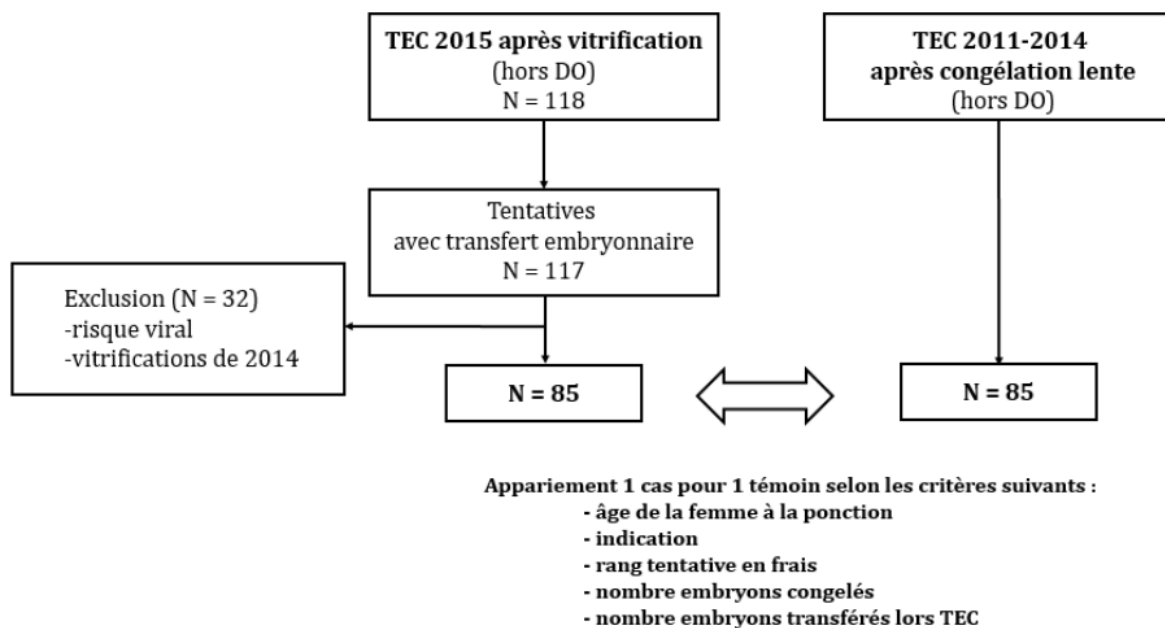 TEC 2015 après vitrification
(hors DO)
N = 118
TEC 2011-2014
après congélation lente
(hors DO)
Tentatives
avec transfert embryonnaire
N = 117
Exclusion (N = 32)
-risque viral
-vitrifications de 2014
N = 85
N = 85
Appariement 1 cas pour 1 témoin selon les critères suivants :
- âge de la femme à la ponction
- indication
- rang tentative en frais
- nombre embryons congelés
- nombre embryons transférés lors TEC